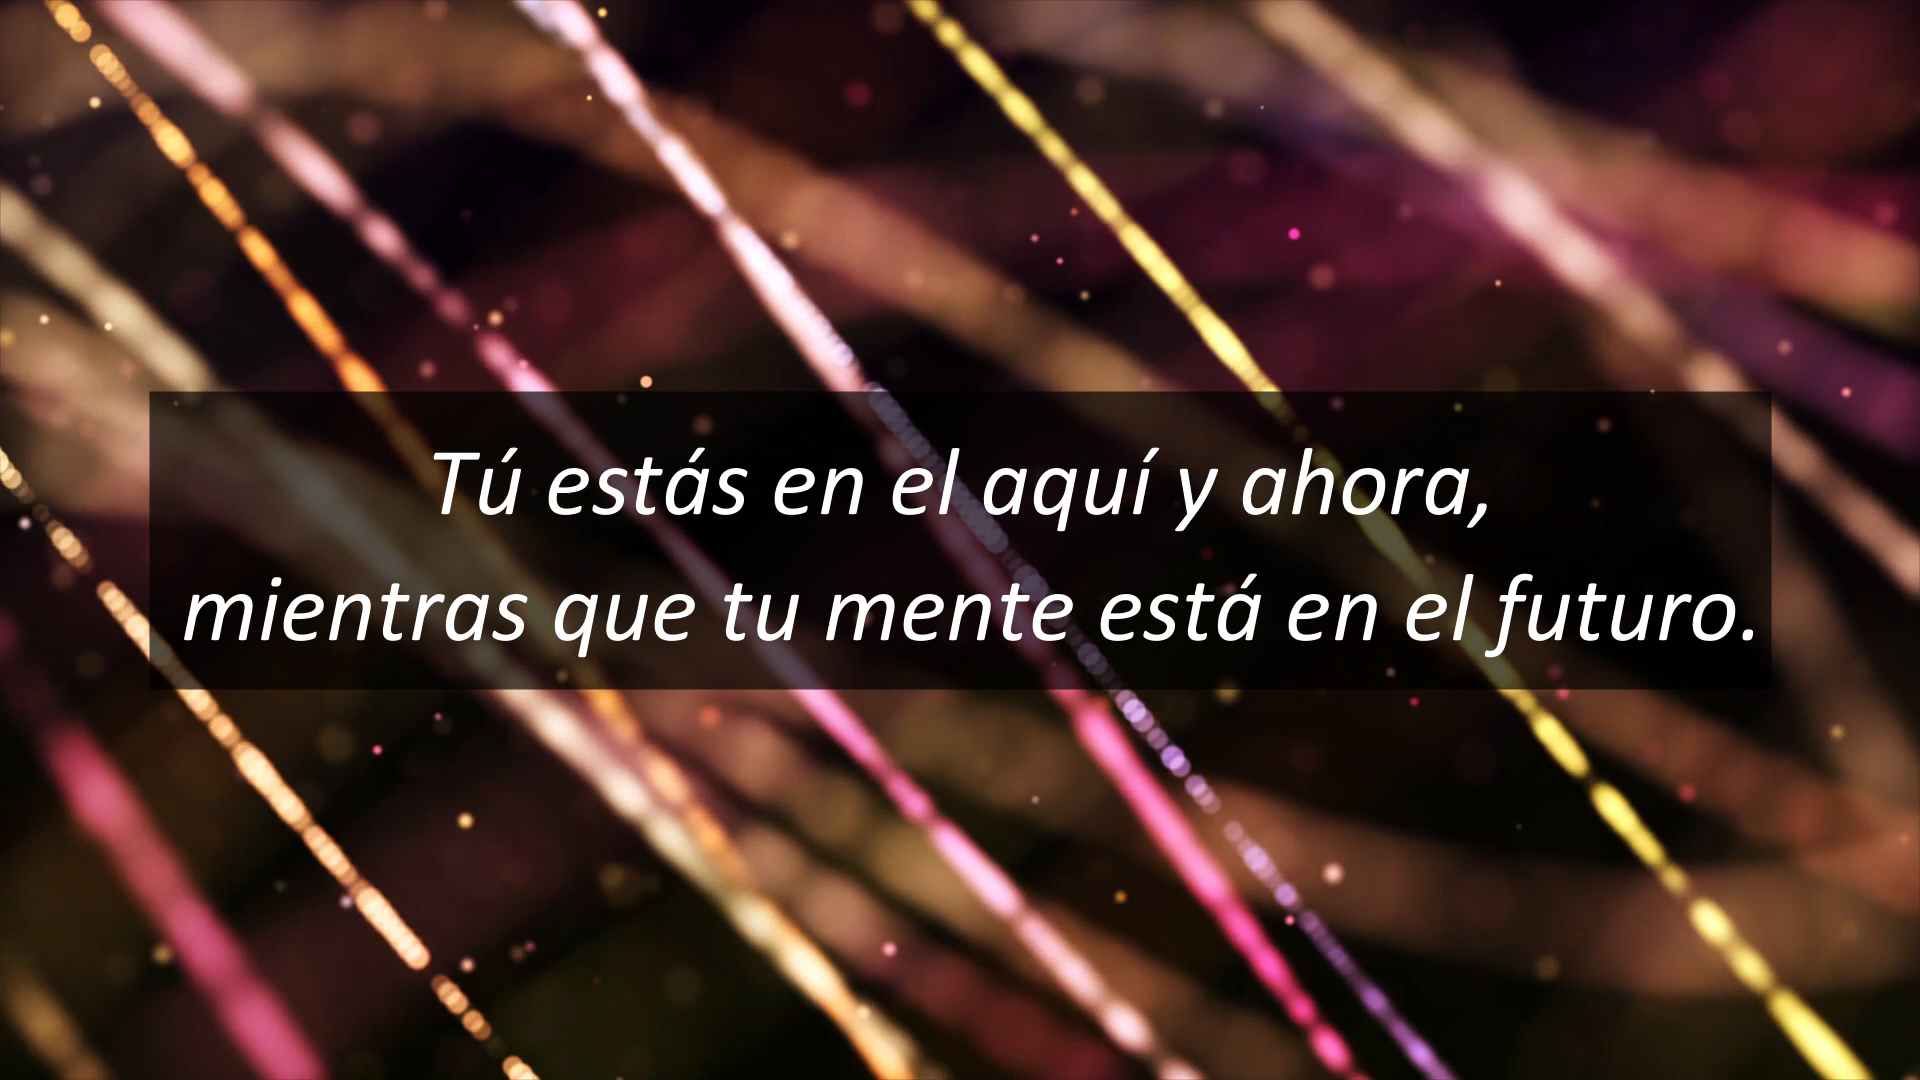 Tú estás en el aquí y ahora,
mientras que tu mente está en el futuro.